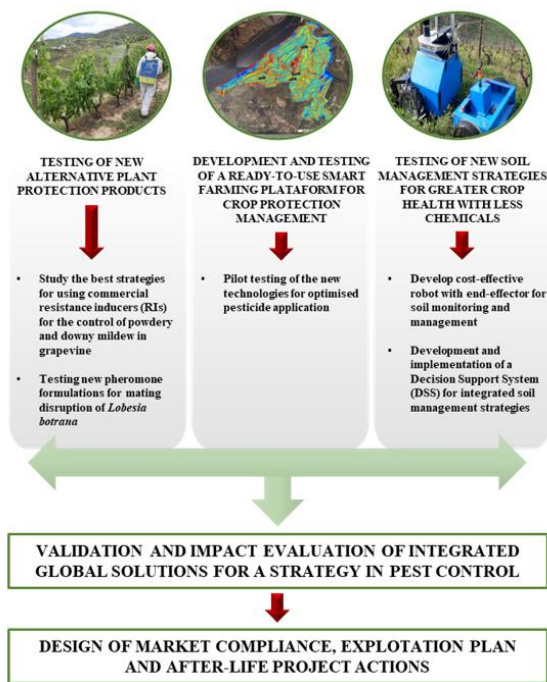 TESTING OF NEW
ALTERNATIVE PLANT
PROTECTION PRODUCTS
• Study the best strategies
for using commercial
resistance inducers (RIs)
for the control of powdery
and downy mildew in
grapevine
• Testing new pheromone
formulations for mating
disruption of Lobesia
botrana
DEVELOPMENT AND TESTING
OF A READY-TO-USE SMART
FARMING PLATAFORM FOR
CROP PROTECTION
MANAGEMENT
• Pilot testing of the new
technologies for optimised
pesticide application
TESTING OF NEW SOIL
MANAGEMENT STRATEGIES
FOR GREATER CROP
HEALTH WITH LESS
CHEMICALS
• Develop cost-effective
robot with end-effector for
soil monitoring and
management
• Development and
implementation of a
Decision Support System
(DSS) for integrated soil
management strategies
VALIDATION AND IMPACT EVALUATION OF INTEGRATED
GLOBAL SOLUTIONS FOR A STRATEGY IN PEST CONTROL
DESIGN OF MARKET COMPLIANCE, EXPLOTATION PLAN
AND AFTER-LIFE PROJECT ACTIONS